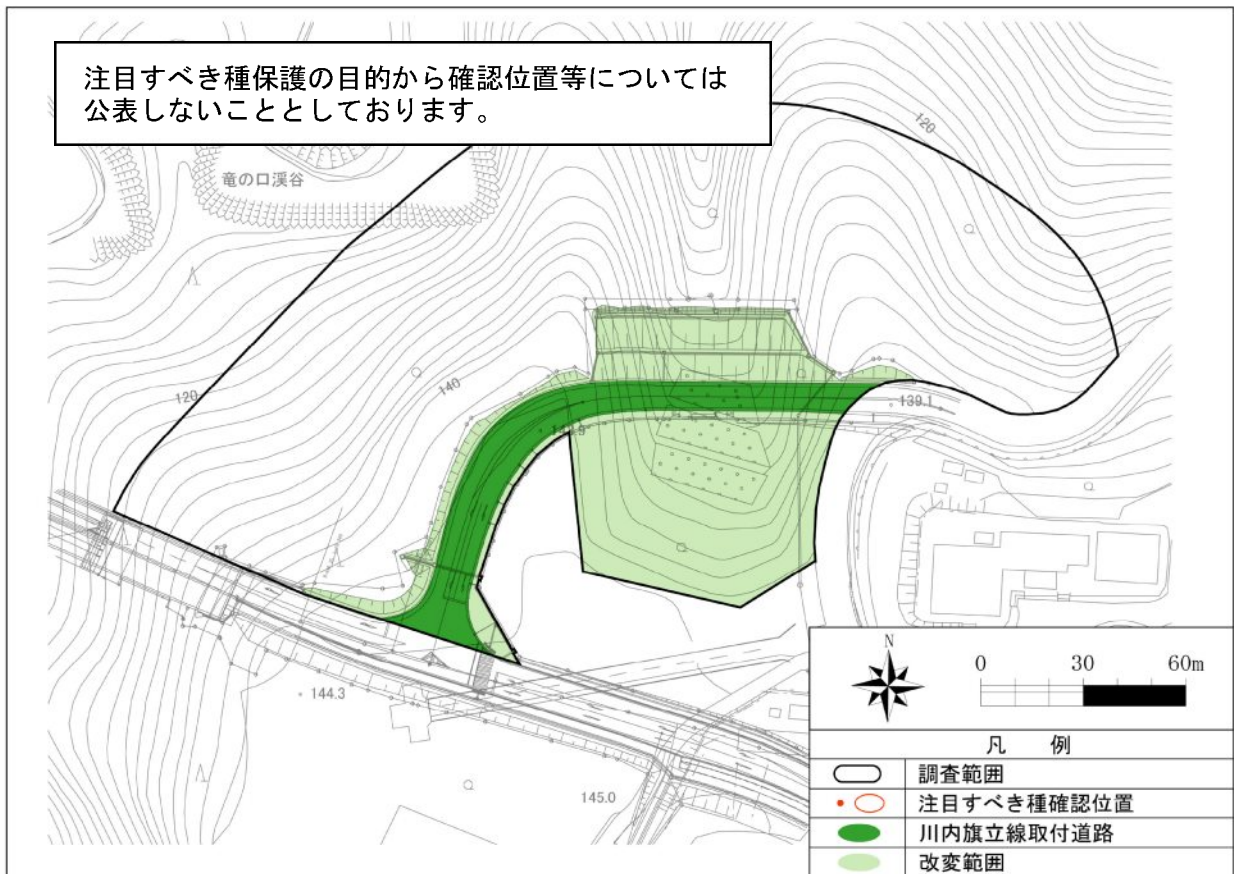 注目すべき種保護の目的から確認位置等については
公表しないこととしております。
120
竜の口渓谷
140
120
139.1
144.3
145.0
N
0 30 60m
凡 例
調査範囲
注目すべき種確認位置
川内旗立線取付道路
改変範囲